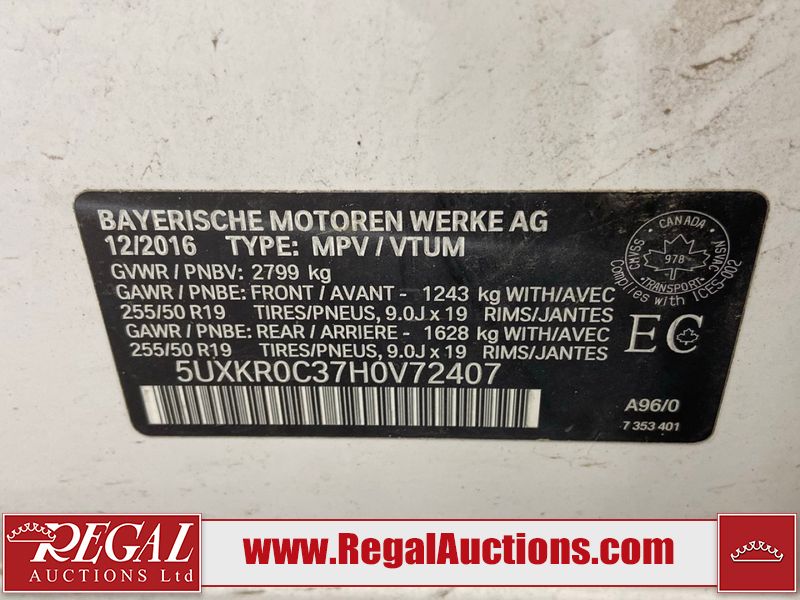 BAYERISCHE MOTOREN WERKE AG
12/2016 TYPE: MPV / VTUM
GVWR / PNBV: 2799 kg
GAWR / PNBE: FRONT / AVANT - 1243 kg WITH/AVEC
255/50 R19 TIRES/PNEUS, 9.0J x 19 RIMS/JANTES
GAWR / PNBE: REAR / ARRIERE - 1628 kg WITH/AVEC
255/50 R19 TIRES/PNEUS, 9.0J x 19 RIMS/JANTES
5UXKR0C37H0V72407
CANADA
CMVSS
NSVAC
978
TRANSPORT
Complies with ICES-002
EC
A96/0
7 353 401
REGAL
AUCTIONS Ltd
www.RegalAuctions.com